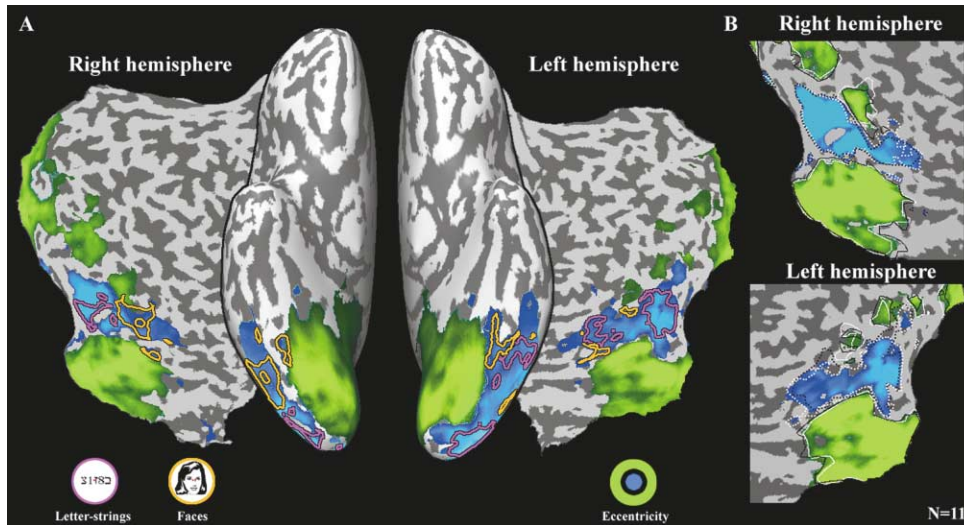 A
B
Right hemisphere
Left hemisphere
Right hemisphere
Left hemisphere
Letter-strings
Faces
Eccentricity
N=11